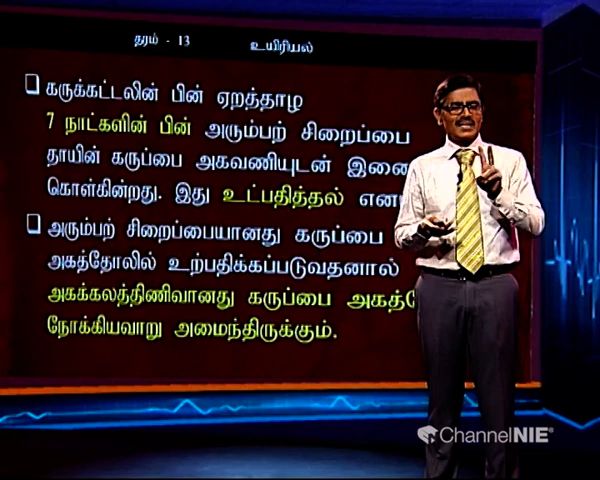 தரம் - 13 உயிரியல்
❑ கருக்கட்டலின் பின் ஏறத்தாழ
7 நாட்களின் பின் அரும்பற் சிறைப்பை
தாயின் கருப்பை அகவணியுடன் இணை
கொள்கின்றது. இது உட்பதித்தல் என
❑ அரும்பற் சிறைப்பையானது கருப்பை
அகத்தோலில் உற்பதிக்கப்படுவதனால்
அகக்கலத்திணிவானது கருப்பை
நோக்கியவாறு அமைந்திருக்கும்.
ChannelNIE®